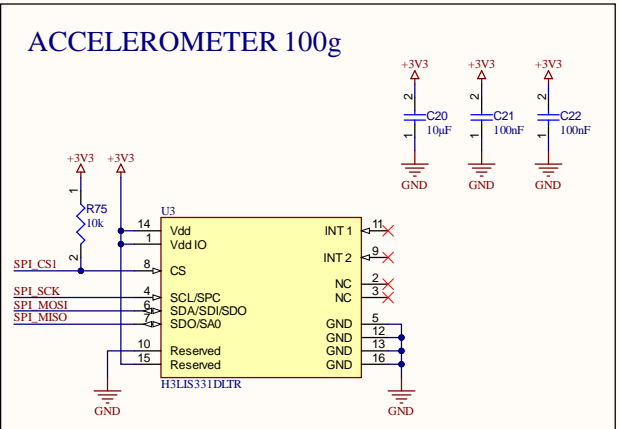 ACCELEROMETER 100g
+3V3 +3V3 +3V3
2 2 2
C20 C21 C22
10µF 100nF 100nF
1 1 1
GND GND GND
+3V3 +3V3
1
R75
10k
2
U3
14 Vdd INT 1 11
1 Vdd IO
SPI_CS1 8 CS INT 2 9
NC 2
SPI_SCK 4 SCL/SPC NC 3
SPI_MOSI 6 SDA/SDI/SDO
SPI_MISO 7 SDO/SA0 GND 5
GND 12
10 Reserved GND 13
15 Reserved GND 16
H3LIS331DLTR
GND GND